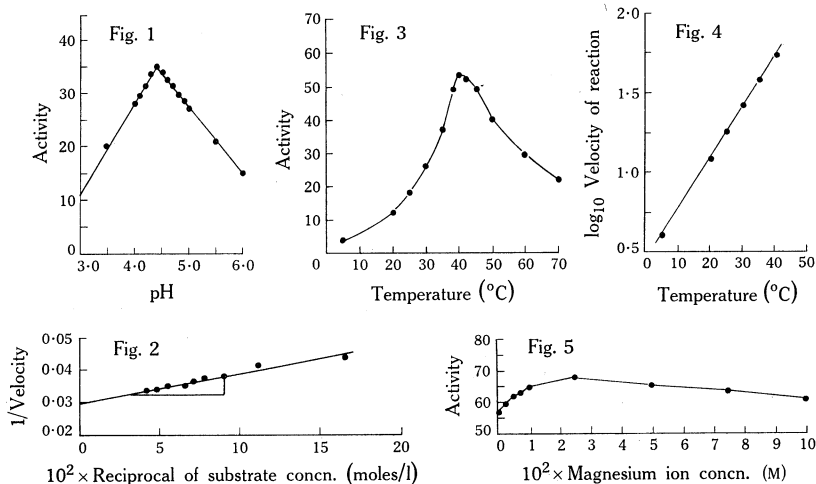 Fig. 1
Activity
35
30
20
10
0
3·0
4·0
5·0
6·0
pH
Fig. 3
Activity
70
60
50
40
30
20
10
0
10 20 30 40 50 60 70
Temperature (°C)
Fig. 4
log10 Velocity of reaction
2·0
1·5
1·0
0·5
0 10 20 30 40 50
Temperature (°C)
Fig. 2
1/Velocity
0·05
0·04
0·03
0·02
0 5 10 15 20
10² × Reciprocal of substrate concn. (moles/l)
Fig. 5
Activity
80
70
60
50
0 1 2 3 4 5 6 7 8 9 10
10² × Magnesium ion concn. (M)